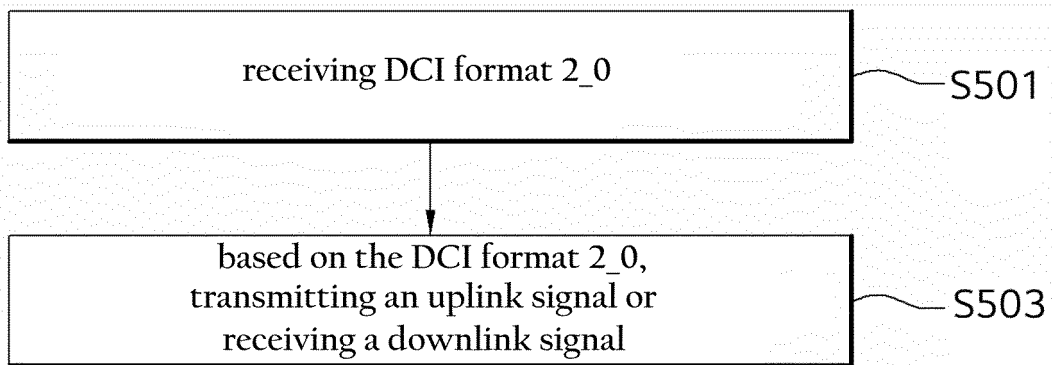 receiving DCI format 2_0
S501
based on the DCI format 2_0,
transmitting an uplink signal or
receiving a downlink signal
S503